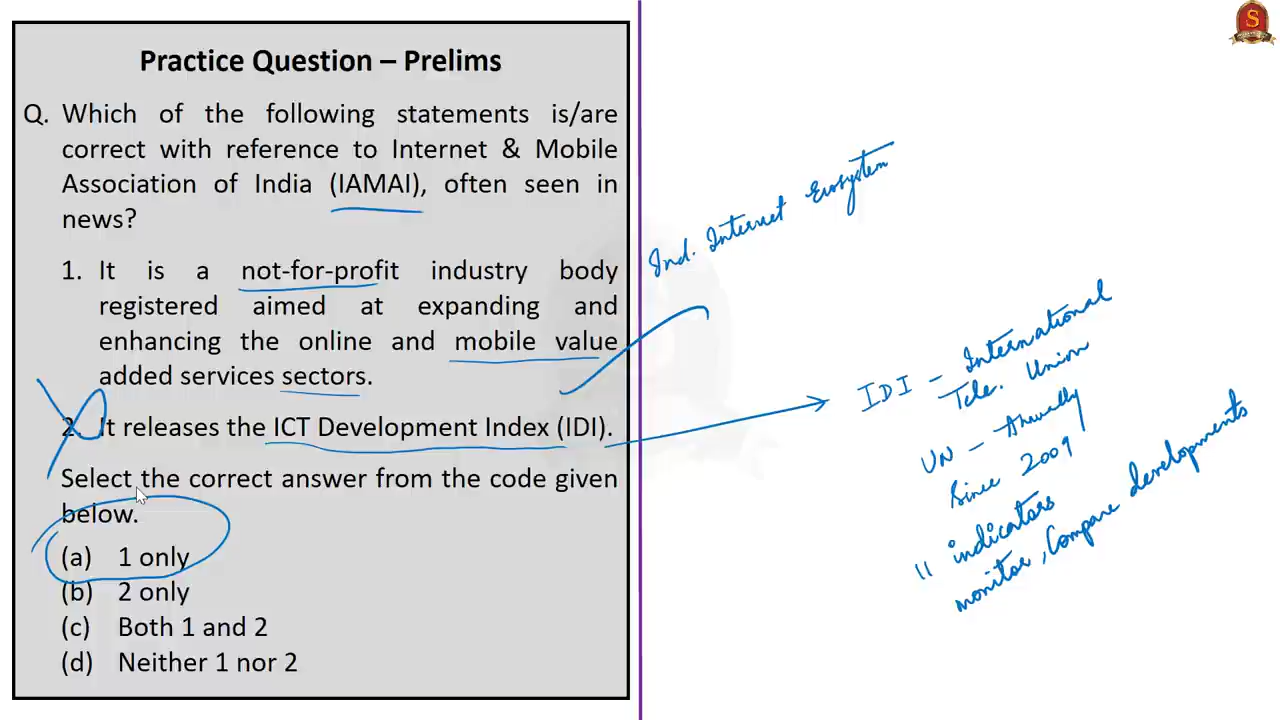 Practice Question – Prelims
Q. Which of the following statements is/are
correct with reference to Internet & Mobile
Association of India (IAMAI), often seen in
news?
1. It is a not-for-profit industry body
registered aimed at expanding and
enhancing the online and mobile value
added services sectors.
2. It releases the ICT Development Index (IDI).
Select the correct answer from the code given
below.
(a) 1 only
(b) 2 only
(c) Both 1 and 2
(d) Neither 1 nor 2
Ind. Internet Ecosystem
IDI – International
Tele. Union
UN – Annually
Since 2009
11 indicators
monitor, Compare developments
S